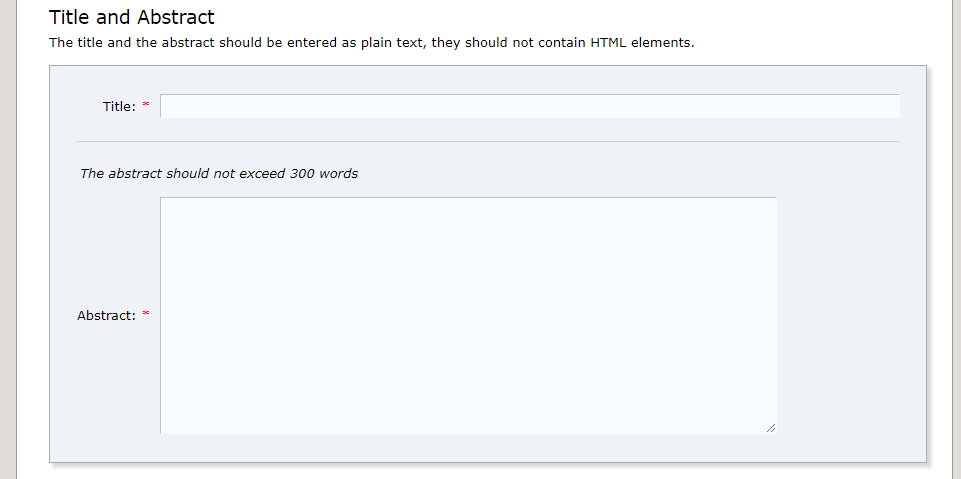 Title and Abstract
The title and the abstract should be entered as plain text, they should not contain HTML elements.
Title: *
The abstract should not exceed 300 words
Abstract: *